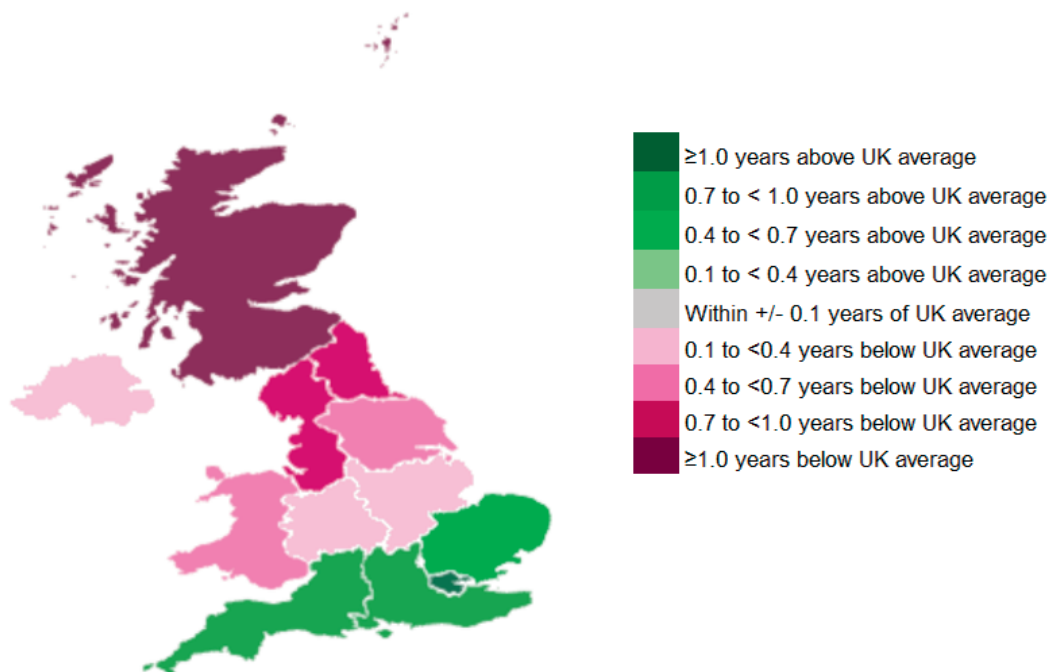 ≥1.0 years above UK average
0.7 to < 1.0 years above UK average
0.4 to < 0.7 years above UK average
0.1 to < 0.4 years above UK average
Within +/- 0.1 years of UK average
0.1 to <0.4 years below UK average
0.4 to <0.7 years below UK average
0.7 to <1.0 years below UK average
≥1.0 years below UK average